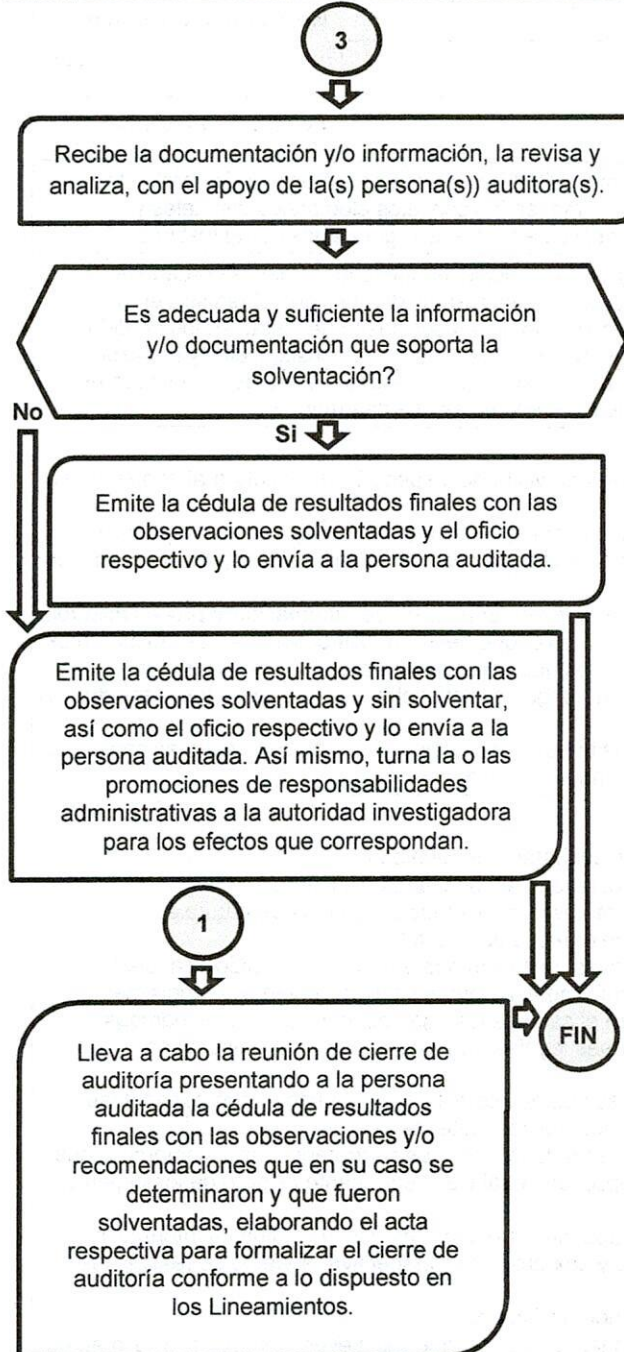 3
Recibe la documentación y/o información, la revisa y
analiza, con el apoyo de la(s) persona(s)) auditora(s).
Es adecuada y suficiente la información
y/o documentación que soporta la
solventación?
No
Si
Emite la cédula de resultados finales con las
observaciones solventadas y el oficio
respectivo y lo envía a la persona auditada.
Emite la cédula de resultados finales con las
observaciones solventadas y sin solventar,
así como el oficio respectivo y lo envía a la
persona auditada. Así mismo, turna la o las
promociones de responsabilidades
administrativas a la autoridad investigadora
para los efectos que correspondan.
1
FIN
Lleva a cabo la reunión de cierre de
auditoría presentando a la persona
auditada la cédula de resultados
finales con las observaciones y/o
recomendaciones que en su caso se
determinaron y que fueron
solventadas, elaborando el acta
respectiva para formalizar el cierre de
auditoría conforme a lo dispuesto en
los Lineamientos.